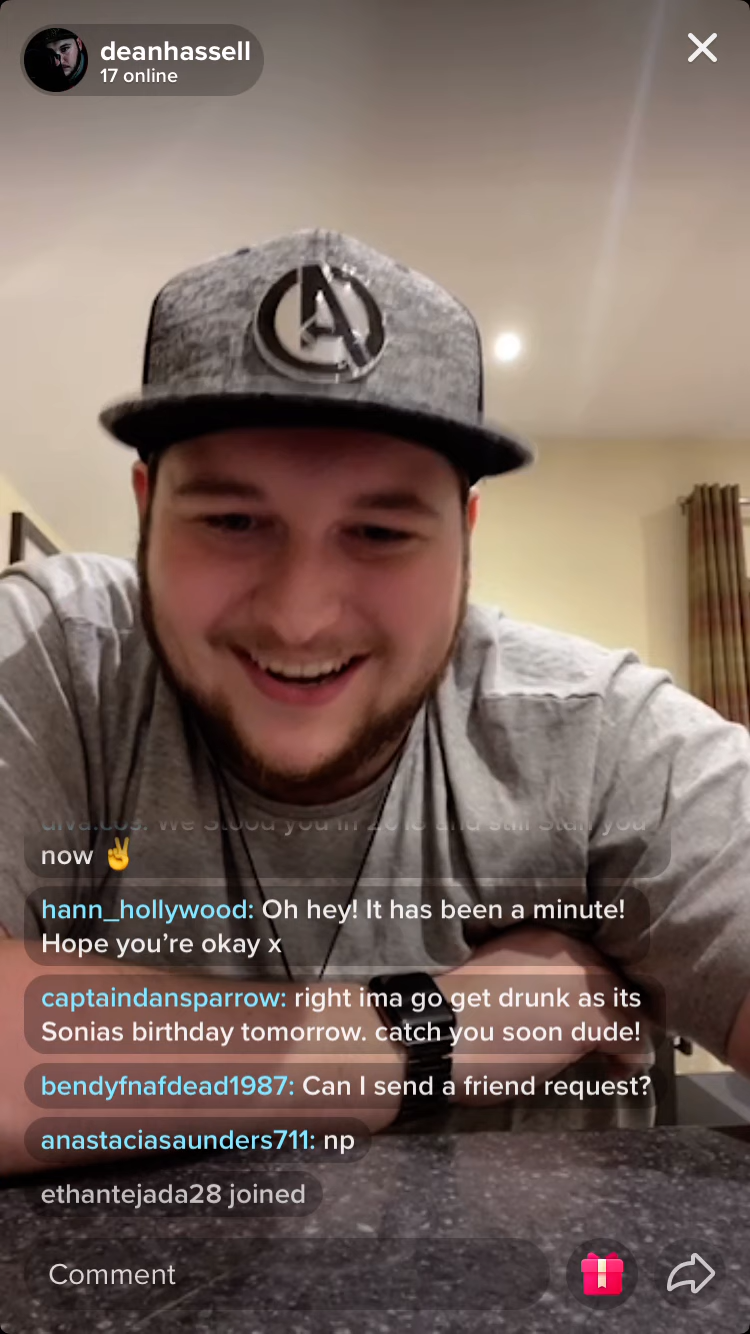 deanhassell
17 online
now ✌️
hann_hollywood: Oh hey! It has been a minute!
Hope you’re okay x
captaindansparrow: right ima go get drunk as its
Sonias birthday tomorrow. catch you soon dude!
bendyfnafdead1987: Can I send a friend request?
anastaciasaunders711: np
ethantejada28 joined
Comment